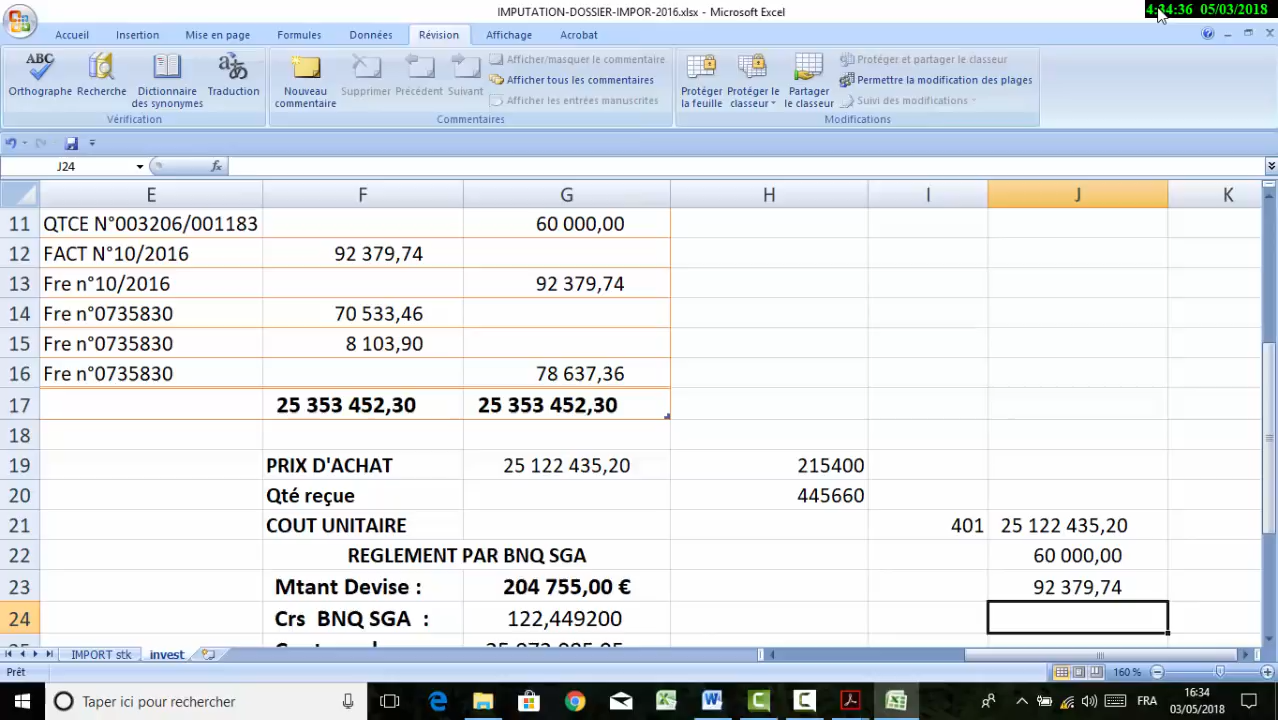 IMPUTATION-DOSSIER-IMPOR-2016.xlsx - Microsoft Excel
4:34:36 05/03/2018
Accueil Insertion Mise en page Formules Données Révision Affichage Acrobat
ABC
Orthographe
Recherche
Dictionnaire des synonymes
Traduction
Vérification
Nouveau commentaire
Supprimer
Précédent
Suivant
Afficher/masquer le commentaire
Afficher tous les commentaires
Afficher les entrées manuscrites
Commentaires
Protéger la feuille
Protéger le classeur
Partager le classeur
Protéger et partager le classeur
Permettre la modification des plages
Suivi des modifications
Modifications
J24 fx
E F G H I J K
11 QTCE N°003206/001183 60 000,00
12 FACT N°10/2016 92 379,74
13 Fre n°10/2016 92 379,74
14 Fre n°0735830 70 533,46
15 Fre n°0735830 8 103,90
16 Fre n°0735830 78 637,36
17 25 353 452,30 25 353 452,30
18
19 PRIX D'ACHAT 25 122 435,20 215400
20 Qté reçue 445660
21 COUT UNITAIRE 401 25 122 435,20
22 REGLEMENT PAR BNQ SGA 60 000,00
23 Mtant Devise : 204 755,00 € 92 379,74
24 Crs BNQ SGA : 122,449200
IMPORT stk invest
Prêt 160 %
Taper ici pour rechercher
FRA
16:34
03/05/2018